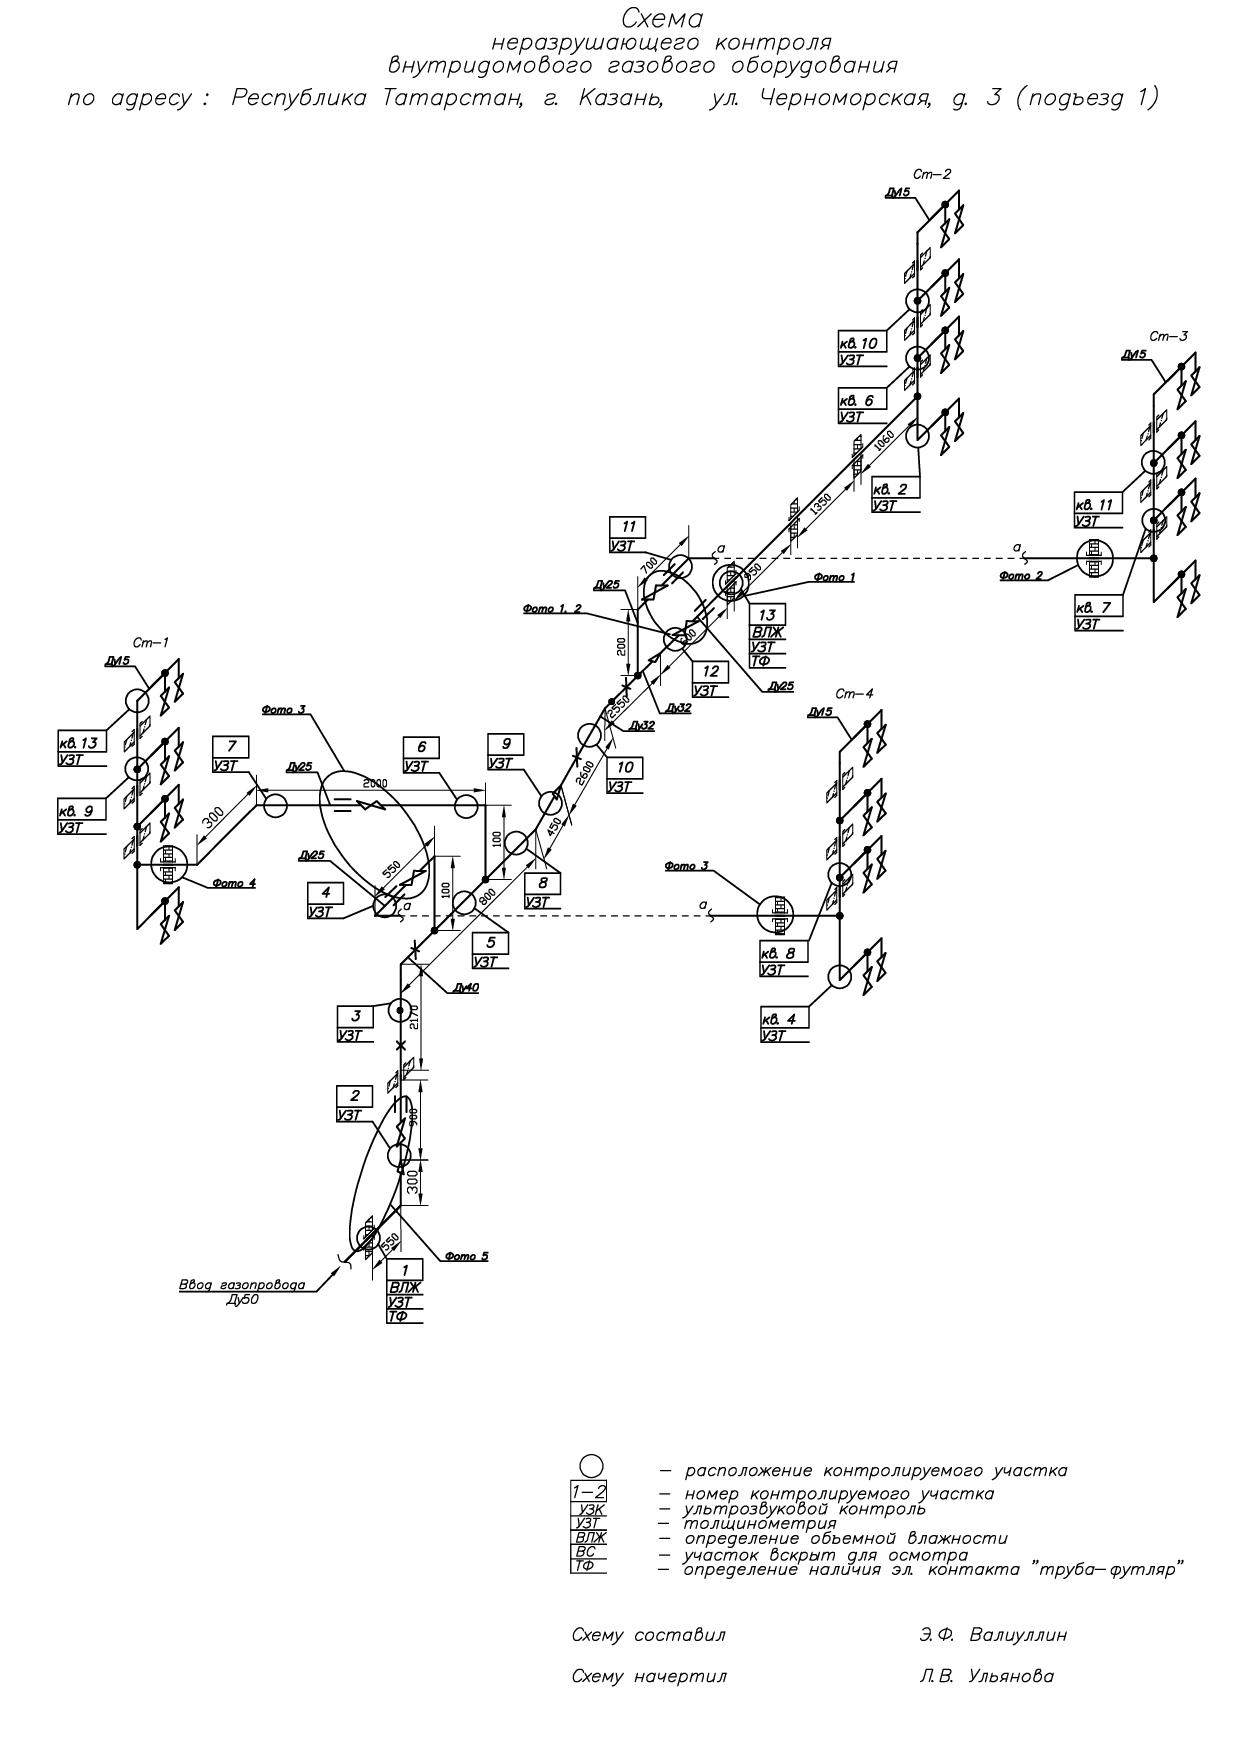 Схема
неразрушающего контроля
внутридомового газового оборудования
по адресу : Республика Татарстан, г. Казань, ул. Черноморская, д. 3 (подъезд 1)
Ст-2
Ду15
кв. 10
УЗТ
кв. 6
УЗТ
кв. 2
УЗТ
1060
1350
950
Ст-3
Ду15
кв. 11
УЗТ
кв. 7
УЗТ
Фото 2
а
а
11
УЗТ
700
Ду25
Фото 1, 2
200
Фото 1
13
ВЛЖ
УЗТ
ТФ
12
УЗТ
Ду25
Ду32
2550
Ду32
Ст-1
Ду15
кв. 13
УЗТ
кв. 9
УЗТ
Фото 4
300
7
УЗТ
Фото 3
Ду25
2000
6
УЗТ
9
УЗТ
10
УЗТ
2600
450
100
8
УЗТ
800
550
Ду25
4
УЗТ
а
100
5
УЗТ
Ду40
Ст-4
Ду15
Фото 3
а
кв. 8
УЗТ
кв. 4
УЗТ
3
УЗТ
2170
2
УЗТ
900
300
550
Фото 5
1
ВЛЖ
УЗТ
ТФ
Ввод газопровода
Ду50
– расположение контролируемого участка
1-2 – номер контролируемого участка
УЗК – ультрозвуковой контроль
УЗТ – толщинометрия
ВЛЖ – определение объемной влажности
ВС – участок вскрыт для осмотра
ТФ – определение наличия эл. контакта "труба-футляр"
Схему составил Э.Ф. Валиуллин
Схему начертил Л.В. Ульянова